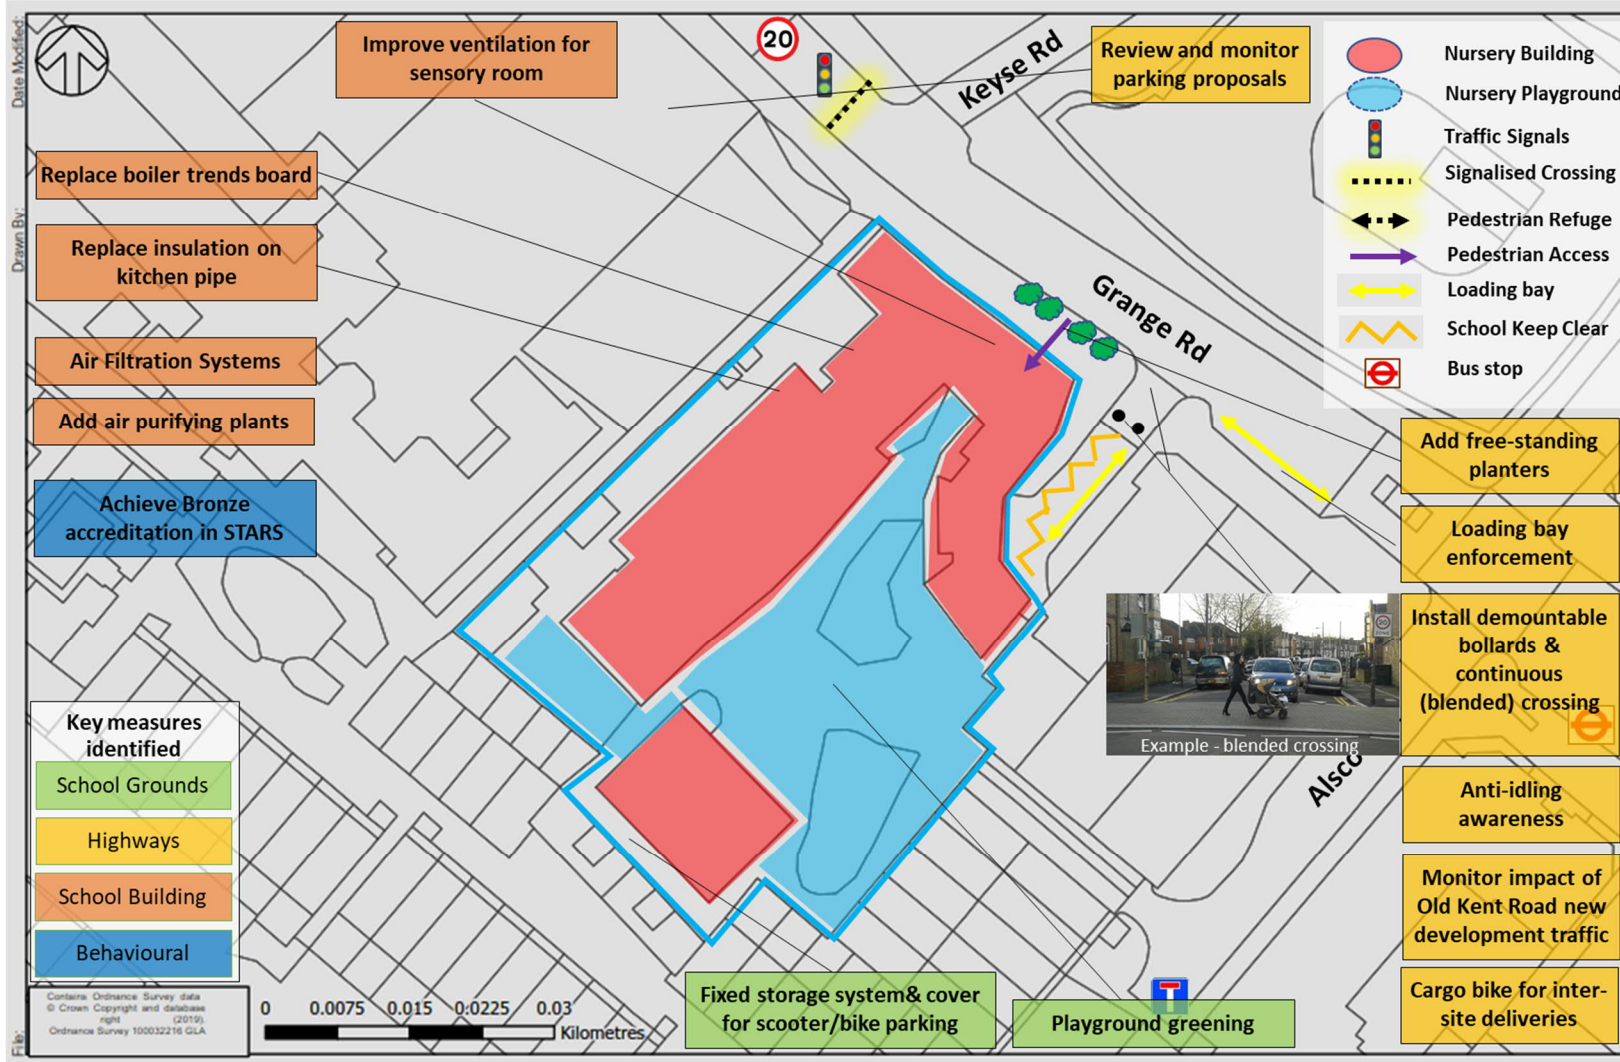 Date Modified:
Drawn By:
File:
Improve ventilation for
sensory room
20
Keyse Rd
Review and monitor
parking proposals
Nursery Building
Nursery Playground
Traffic Signals
Signalised Crossing
Pedestrian Refuge
Pedestrian Access
Loading bay
School Keep Clear
Bus stop
Replace boiler trends board
Replace insulation on
kitchen pipe
Air Filtration Systems
Add air purifying plants
Achieve Bronze
accreditation in STARS
Grange Rd
Add free-standing
planters
Loading bay
enforcement
Install demountable
bollards &
continuous
(blended) crossing
20
Example - blended crossing
Alsco
Anti-idling
awareness
Monitor impact of
Old Kent Road new
development traffic
Cargo bike for inter-
site deliveries
Key measures
identified
School Grounds
Highways
School Building
Behavioural
Contains Ordnance Survey data
© Crown Copyright and database
right (2019).
Ordnance Survey 100032216 GLA
0 0.0075 0.015 0.0225 0.03
Kilometres
Fixed storage system& cover
for scooter/bike parking
Playground greening